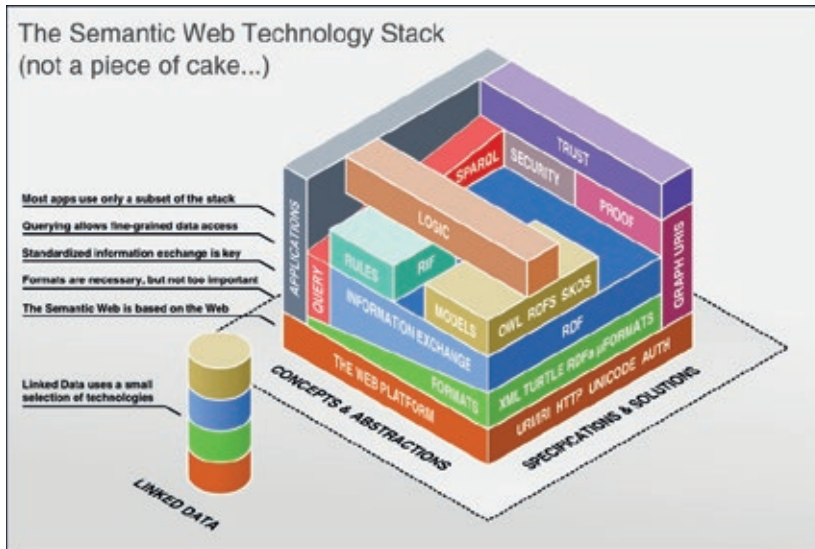 The Semantic Web Technology Stack
(not a piece of cake...)
Most apps use only a subset of the stack
Querying allows fine-grained data access
Standardized information exchange is key
Formats are necessary, but not too important
The Semantic Web is based on the Web
Linked Data uses a small
selection of technologies
APPLICATIONS
QUERY
SPARQL
SECURITY
TRUST
PROOF
GRAPH URIS
LOGIC
RULES
RIF
MODELS
OWL RDFS SKOS
INFORMATION EXCHANGE
RDF
FORMATS
XML TURTLE RDFa μFORMATS
THE WEB PLATFORM
URI/IRI HTTP UNICODE AUTH
CONCEPTS & ABSTRACTIONS
SPECIFICATIONS & SOLUTIONS
LINKED DATA